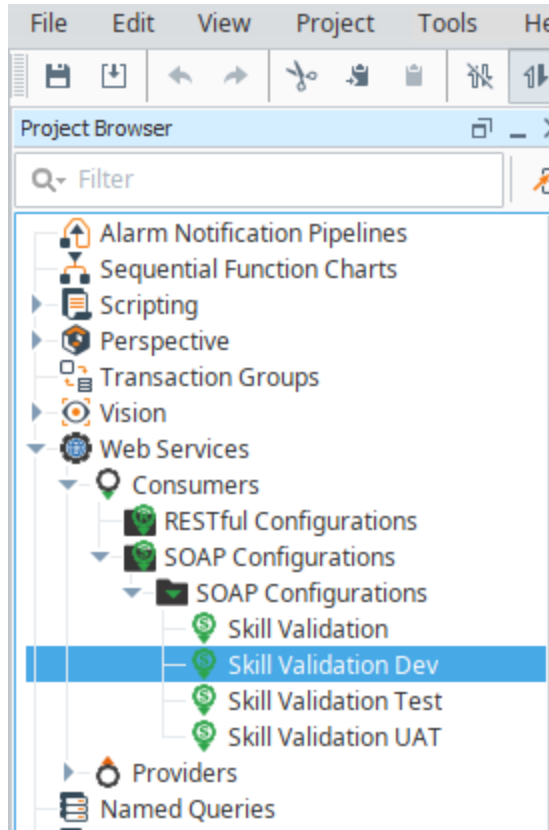 File Edit View Project Tools He
Project Browser
Filter
Alarm Notification Pipelines
Sequential Function Charts
Scripting
Perspective
Transaction Groups
Vision
Web Services
Consumers
RESTful Configurations
SOAP Configurations
SOAP Configurations
Skill Validation
Skill Validation Dev
Skill Validation Test
Skill Validation UAT
Providers
Named Queries